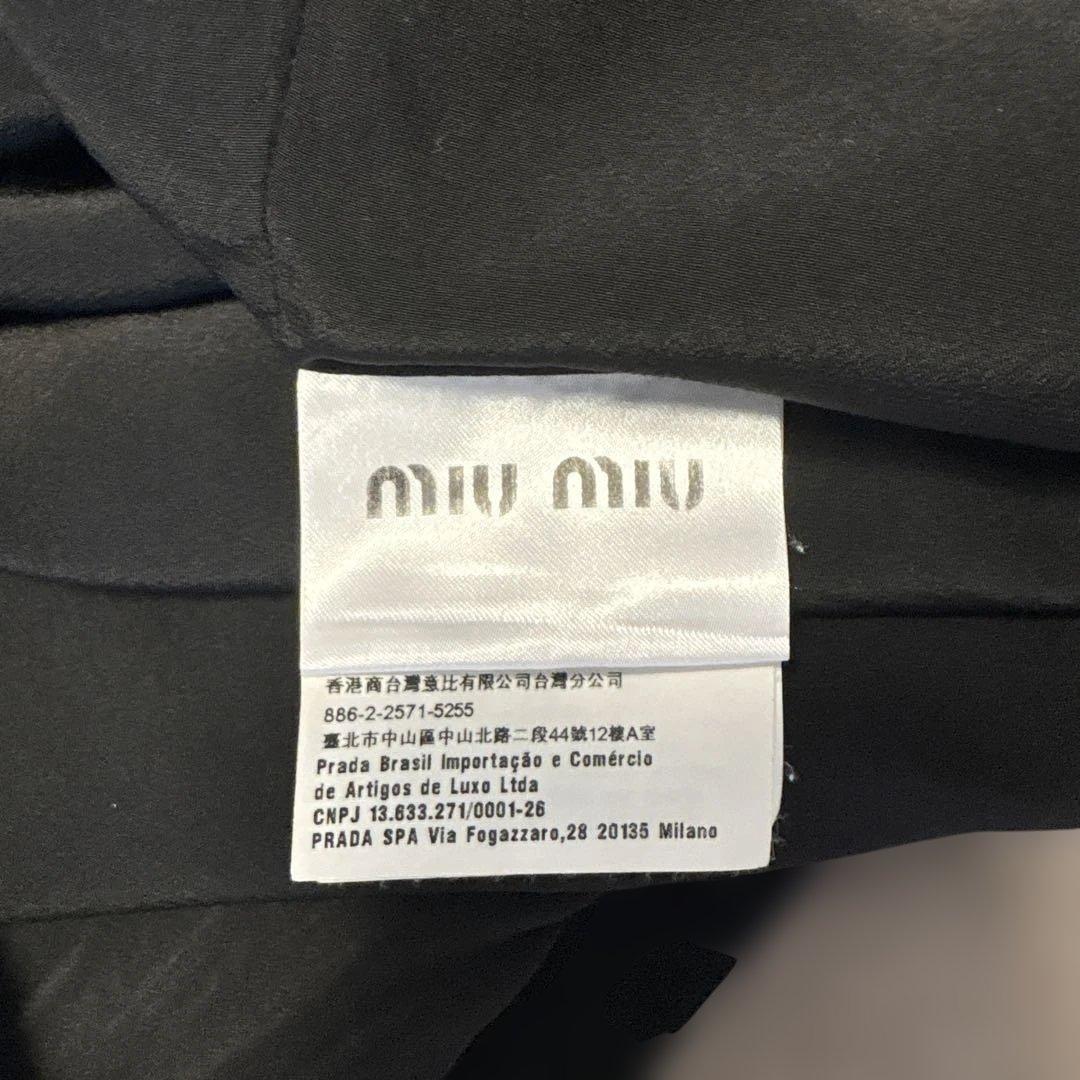 miu miu
香港商台灣意比有限公司台灣分公司
886-2-2571-5255
臺北市中山區中山北路二段44號12樓A室
Prada Brasil Importação e Comércio
de Artigos de Luxo Ltda
CNPJ 13.633.271/0001-26
PRADA SPA Via Fogazzaro,28 20135 Milano